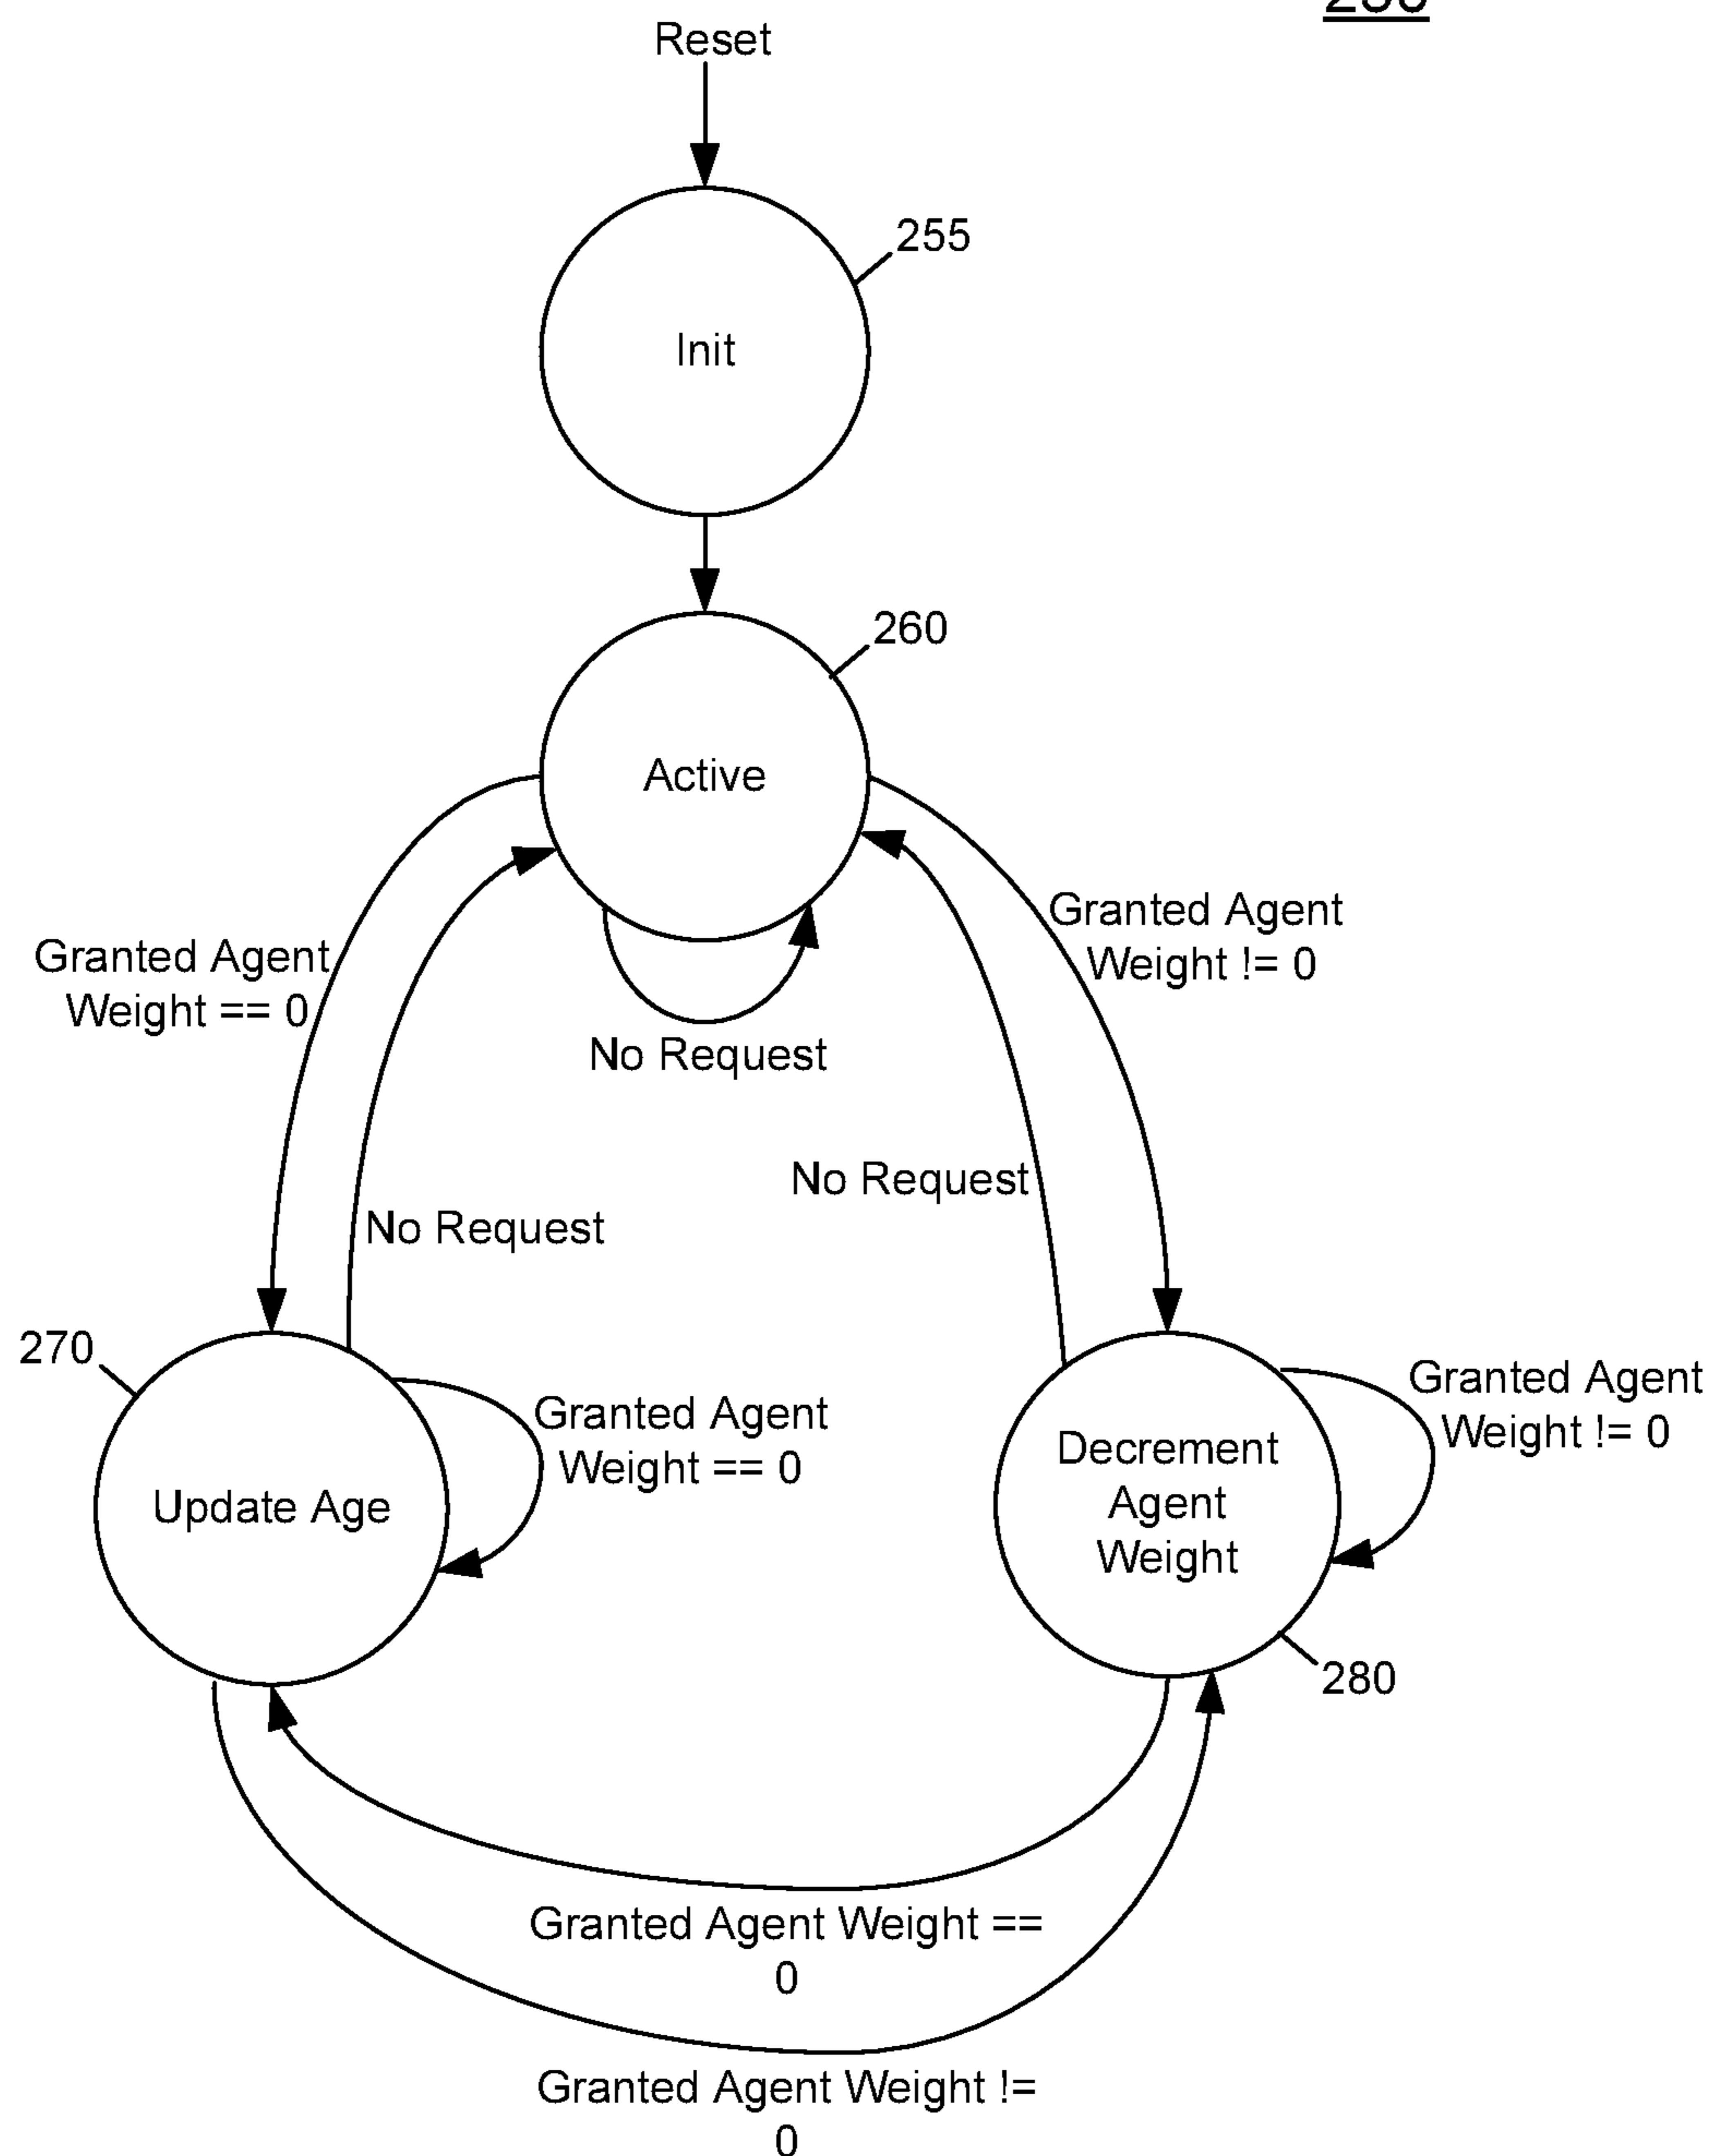 Reset
255
Init
260
Active
Granted Agent
Weight != 0
Granted Agent
Weight == 0
No Request
No Request
No Request
270
Granted Agent
Weight == 0
Granted Agent
Weight != 0
Update Age
Decrement
Agent
Weight
280
Granted Agent Weight ==
0
Granted Agent Weight !=
0